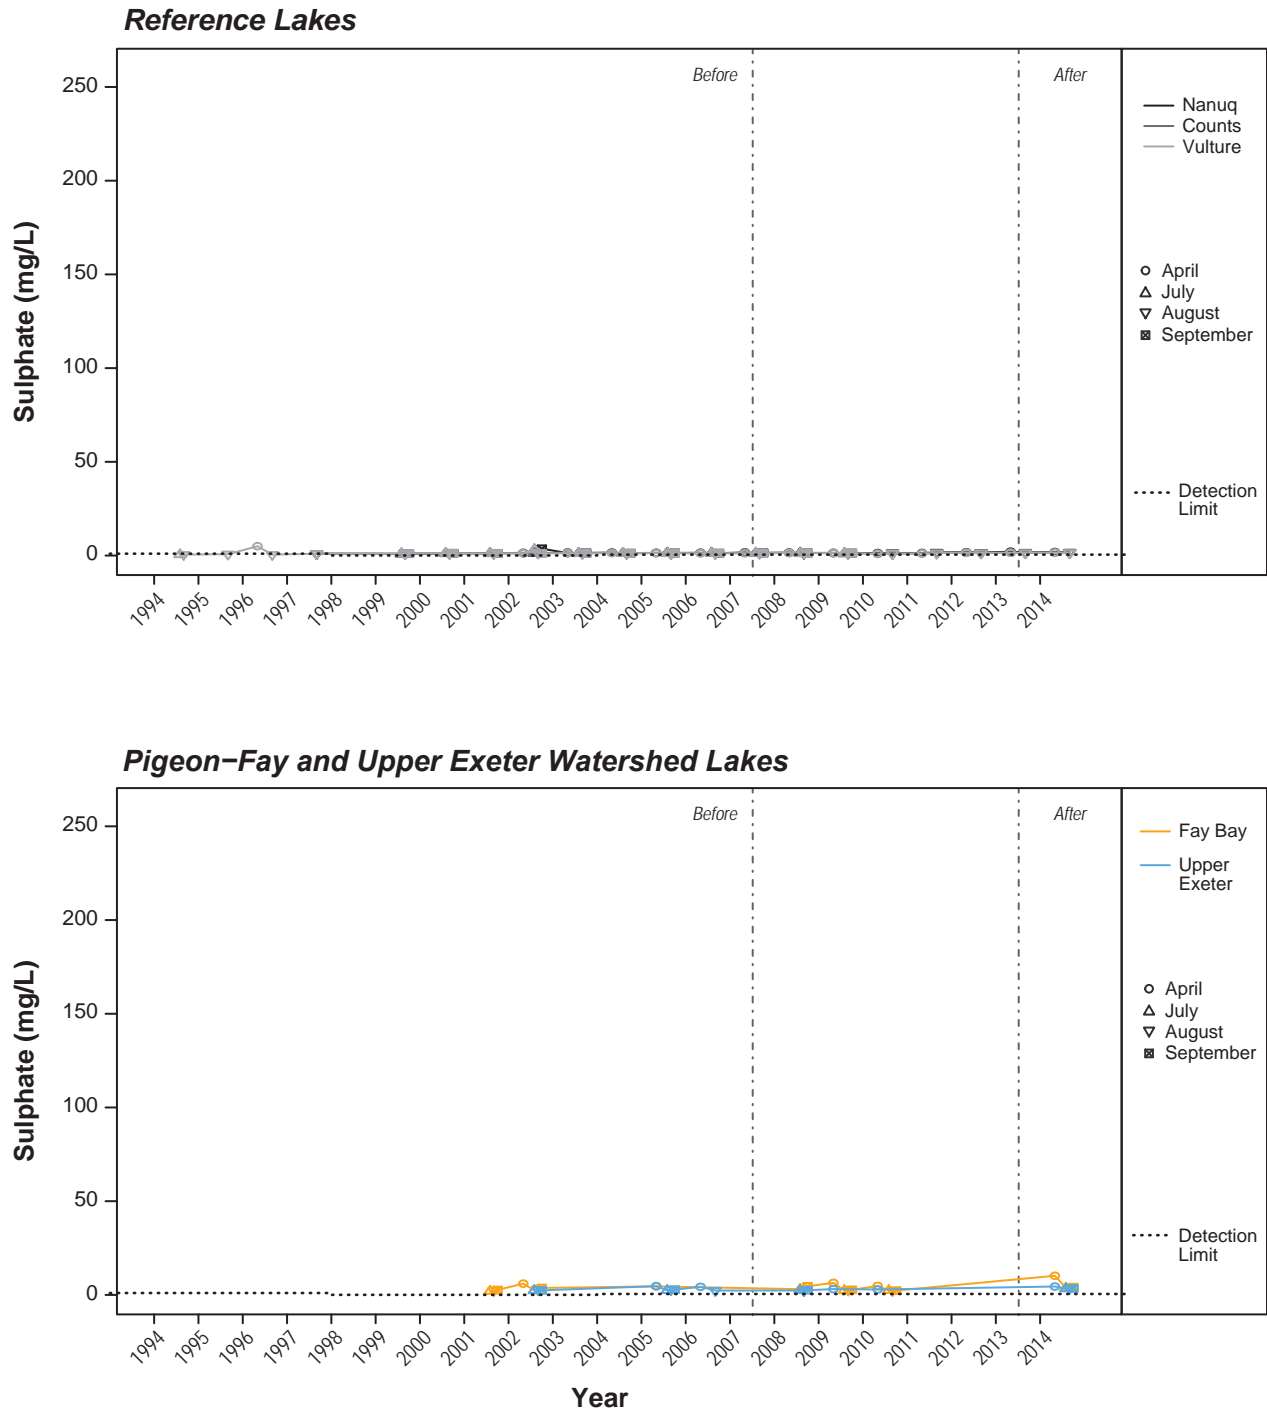 Reference Lakes
Before
After
250
200
150
100
50
0
Sulphate (mg/L)
1994 1995 1996 1997 1998 1999 2000 2001 2002 2003 2004 2005 2006 2007 2008 2009 2010 2011 2012 2013 2014
Nanuq
Counts
Vulture
April
July
August
September
Detection
Limit
Pigeon−Fay and Upper Exeter Watershed Lakes
Before
After
250
200
150
100
50
0
Sulphate (mg/L)
1994 1995 1996 1997 1998 1999 2000 2001 2002 2003 2004 2005 2006 2007 2008 2009 2010 2011 2012 2013 2014
Year
Fay Bay
Upper
Exeter
April
July
August
September
Detection
Limit